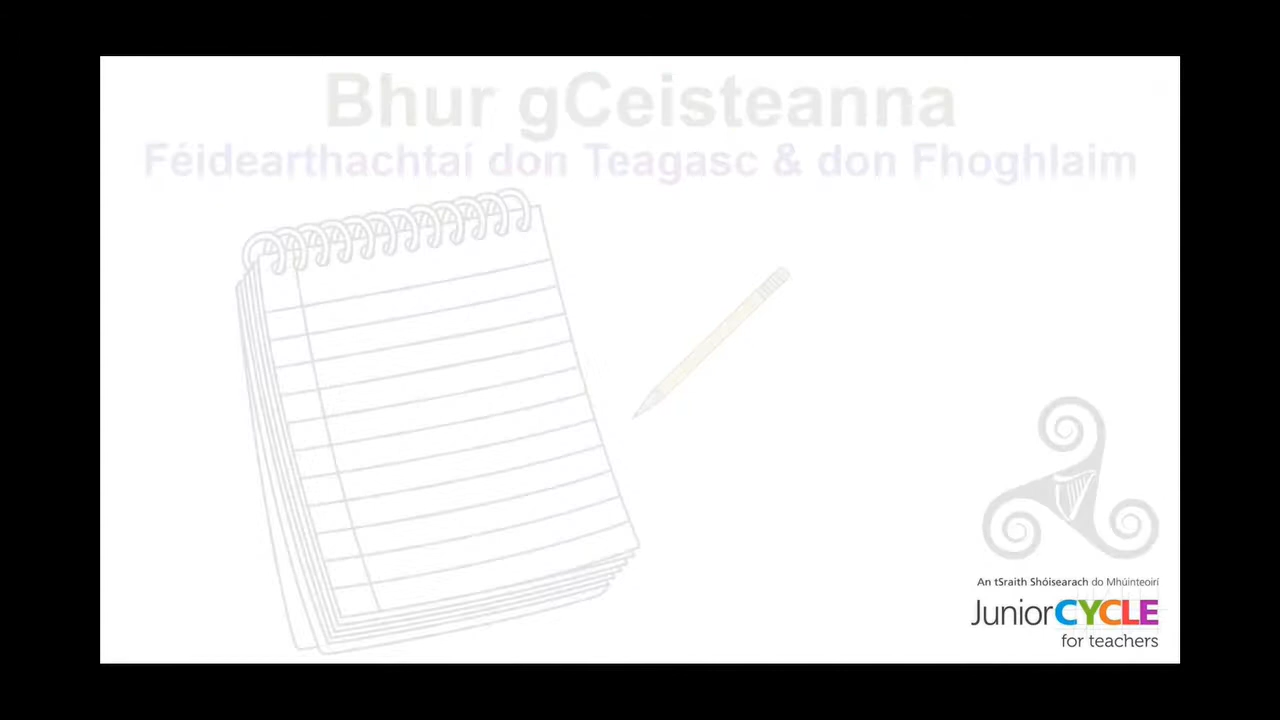 Bhur gCeisteanna
Féidearthachtaí don Teagasc & don Fhoghlaim
An tSraith Shóisearach do Mhúinteoirí
JuniorCYCLE
for teachers